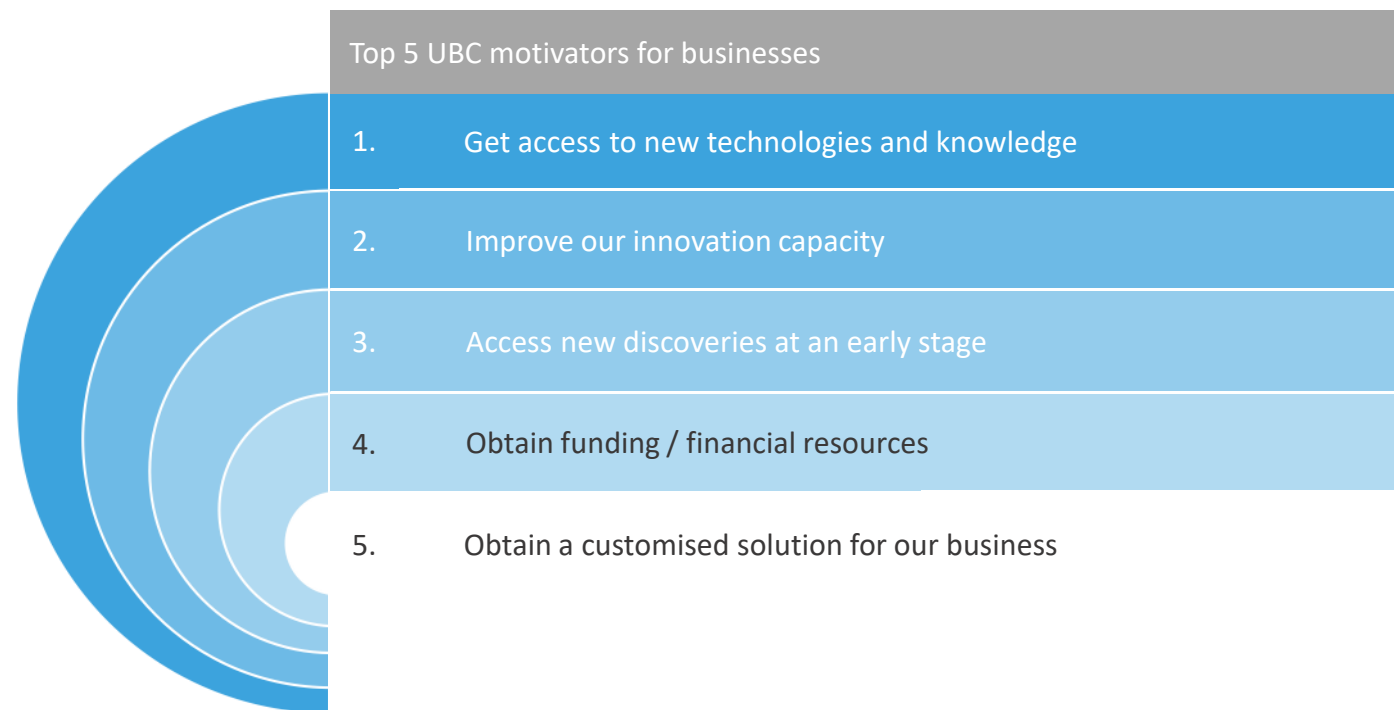 Top 5 UBC motivators for businesses
1. Get access to new technologies and knowledge
2. Improve our innovation capacity
3. Access new discoveries at an early stage
4. Obtain funding / financial resources
5. Obtain a customised solution for our business